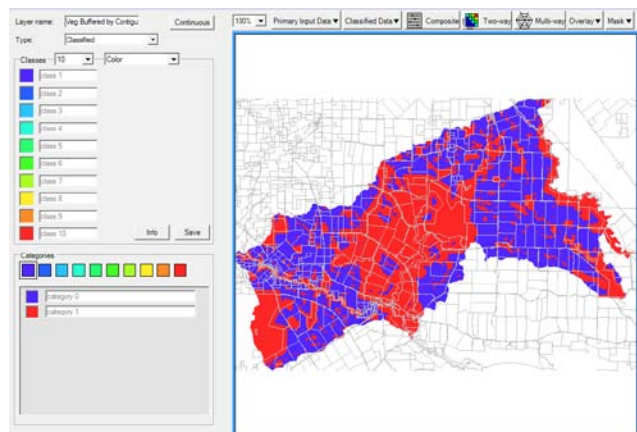 Layer name: Veg Buffered by Contigu Continuous
Type: Classified
Classes 10 Color
class 1
class 2
class 3
class 4
class 5
class 6
class 7
class 8
class 9
class 10 Info Save
Categories
category 0
category 1
100% Primary Input Data Classified Data Composite Two-way Multi-way Overlay Mask